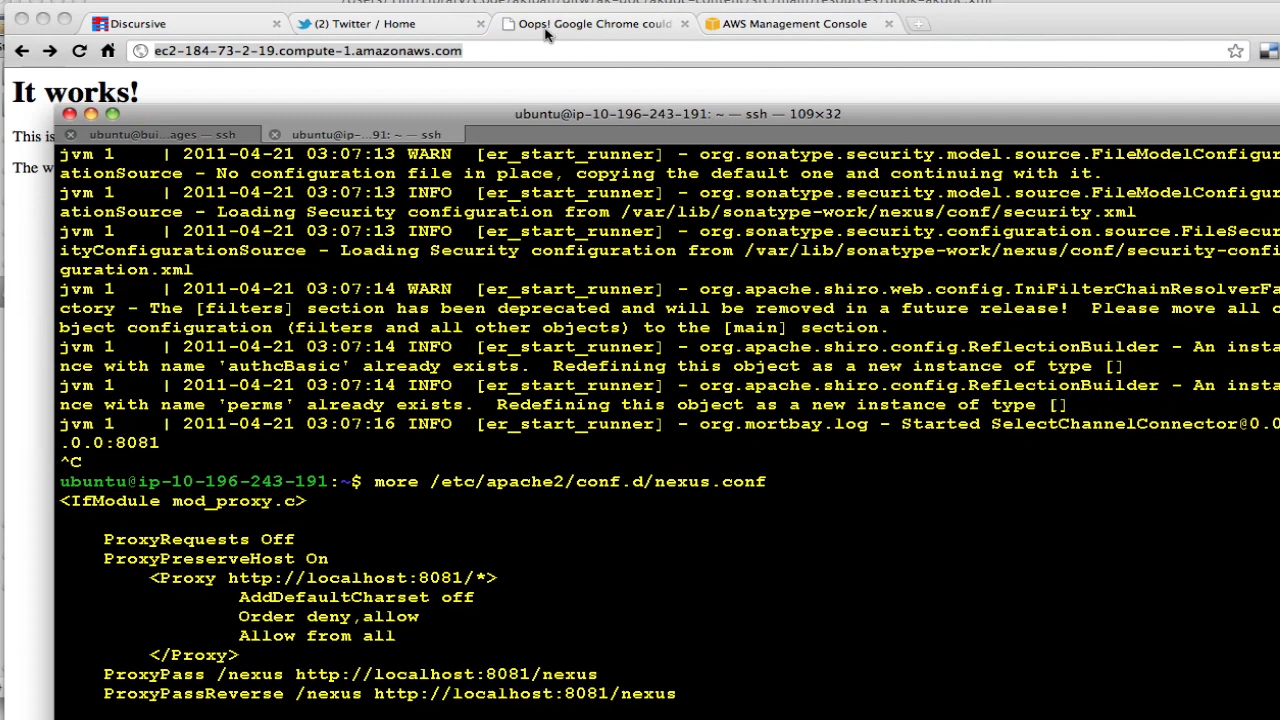 Discursive
(2) Twitter / Home
Oops! Google Chrome could
AWS Management Console
ec2-184-73-2-19.compute-1.amazonaws.com
It works!
This is
The w
ubuntu@ip-10-196-243-191: ~ — ssh — 109×32
ubuntu@bui...ages — ssh
ubuntu@ip-...91: ~ — ssh
jvm 1    | 2011-04-21 03:07:13 WARN  [er_start_runner] - org.sonatype.security.model.source.FileModelConfigur
ationSource - No configuration file in place, copying the default one and continuing with it.
jvm 1    | 2011-04-21 03:07:13 INFO  [er_start_runner] - org.sonatype.security.model.source.FileModelConfigur
ationSource - Loading Security configuration from /var/lib/sonatype-work/nexus/conf/security.xml
jvm 1    | 2011-04-21 03:07:13 INFO  [er_start_runner] - org.sonatype.security.configuration.source.FileSecur
ityConfigurationSource - Loading Security configuration from /var/lib/sonatype-work/nexus/conf/security-confi
guration.xml
jvm 1    | 2011-04-21 03:07:14 WARN  [er_start_runner] - org.apache.shiro.web.config.IniFilterChainResolverFa
ctory - The [filters] section has been deprecated and will be removed in a future release!  Please move all o
bject configuration (filters and all other objects) to the [main] section.
jvm 1    | 2011-04-21 03:07:14 INFO  [er_start_runner] - org.apache.shiro.config.ReflectionBuilder - An insta
nce with name 'authcBasic' already exists.  Redefining this object as a new instance of type []
jvm 1    | 2011-04-21 03:07:14 INFO  [er_start_runner] - org.apache.shiro.config.ReflectionBuilder - An insta
nce with name 'perms' already exists.  Redefining this object as a new instance of type []
jvm 1    | 2011-04-21 03:07:16 INFO  [er_start_runner] - org.mortbay.log - Started SelectChannelConnector@0.0
.0.0:8081
^C
ubuntu@ip-10-196-243-191:~$ more /etc/apache2/conf.d/nexus.conf
<IfModule mod_proxy.c>
ProxyRequests Off
ProxyPreserveHost On
<Proxy http://localhost:8081/*>
AddDefaultCharset off
Order deny,allow
Allow from all
</Proxy>
ProxyPass /nexus http://localhost:8081/nexus
ProxyPassReverse /nexus http://localhost:8081/nexus